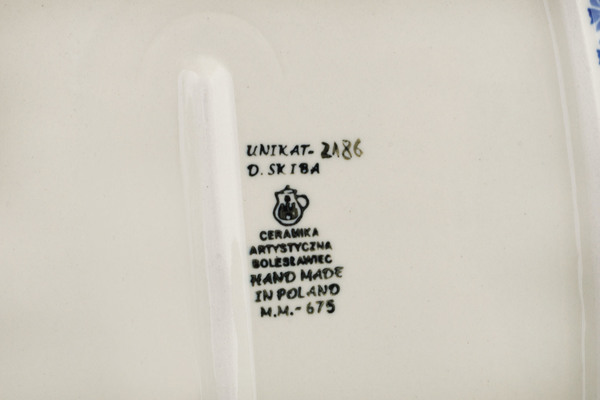 UNIKAT- 2186
D. SKIBA
CERAMIKA
ARTYSTYCZNA
BOLESŁAWIEC
HAND MADE
IN POLAND
M.M.- 675